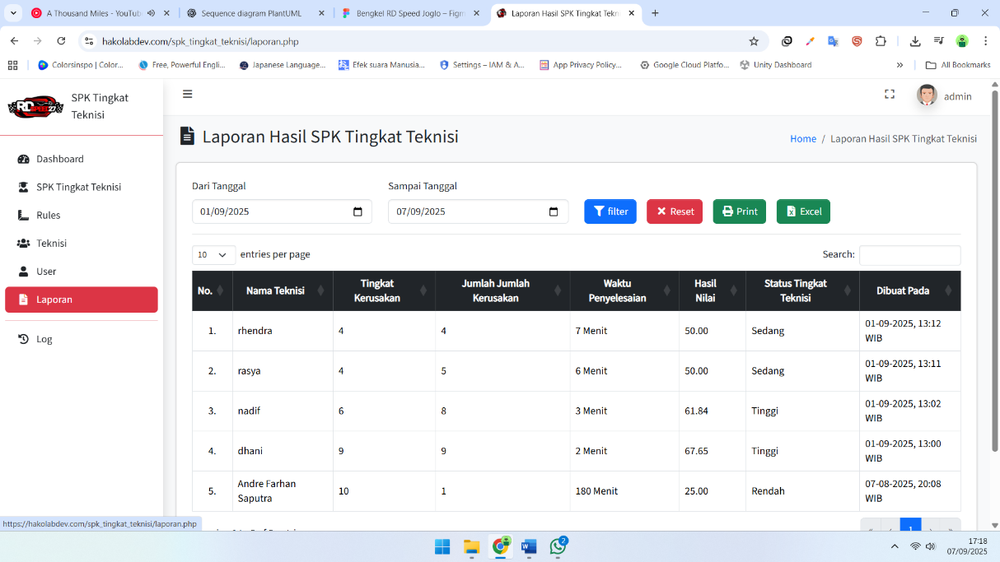 A Thousand Miles - YouTub
Sequence diagram PlantUML
Bengkel RD Speed Joglo – Figm
Laporan Hasil SPK Tingkat Tekni
hakolabdev.com/spk_tingkat_teknisi/laporan.php
Colorsinspo | Color...
Free, Powerful Engli...
Japanese Language...
Efek suara Manusia...
Settings – IAM & A...
App Privacy Policy...
Google Cloud Platfo...
Unity Dashboard
»
All Bookmarks
RD SPEED 27
SPK Tingkat
Teknisi
admin
Dashboard
SPK Tingkat Teknisi
Rules
Teknisi
User
Laporan
Log
Laporan Hasil SPK Tingkat Teknisi
Home / Laporan Hasil SPK Tingkat Teknisi
Dari Tanggal
Sampai Tanggal
01/09/2025
07/09/2025
filter
Reset
Print
Excel
10 entries per page
Search:
No. Nama Teknisi Tingkat Kerusakan Jumlah Jumlah Kerusakan Waktu Penyelesaian Hasil Nilai Status Tingkat Teknisi Dibuat Pada
1. rhendra 4 4 7 Menit 50.00 Sedang 01-09-2025, 13:12 WIB
2. rasya 4 5 6 Menit 50.00 Sedang 01-09-2025, 13:11 WIB
3. nadif 6 8 3 Menit 61.84 Tinggi 01-09-2025, 13:02 WIB
4. dhani 9 9 2 Menit 67.65 Tinggi 01-09-2025, 13:00 WIB
5. Andre Farhan Saputra 10 1 180 Menit 25.00 Rendah 07-08-2025, 20:08 WIB
« ‹ 1 › »
https://hakolabdev.com/spk_tingkat_teknisi/laporan.php
2
17:18
07/09/2025